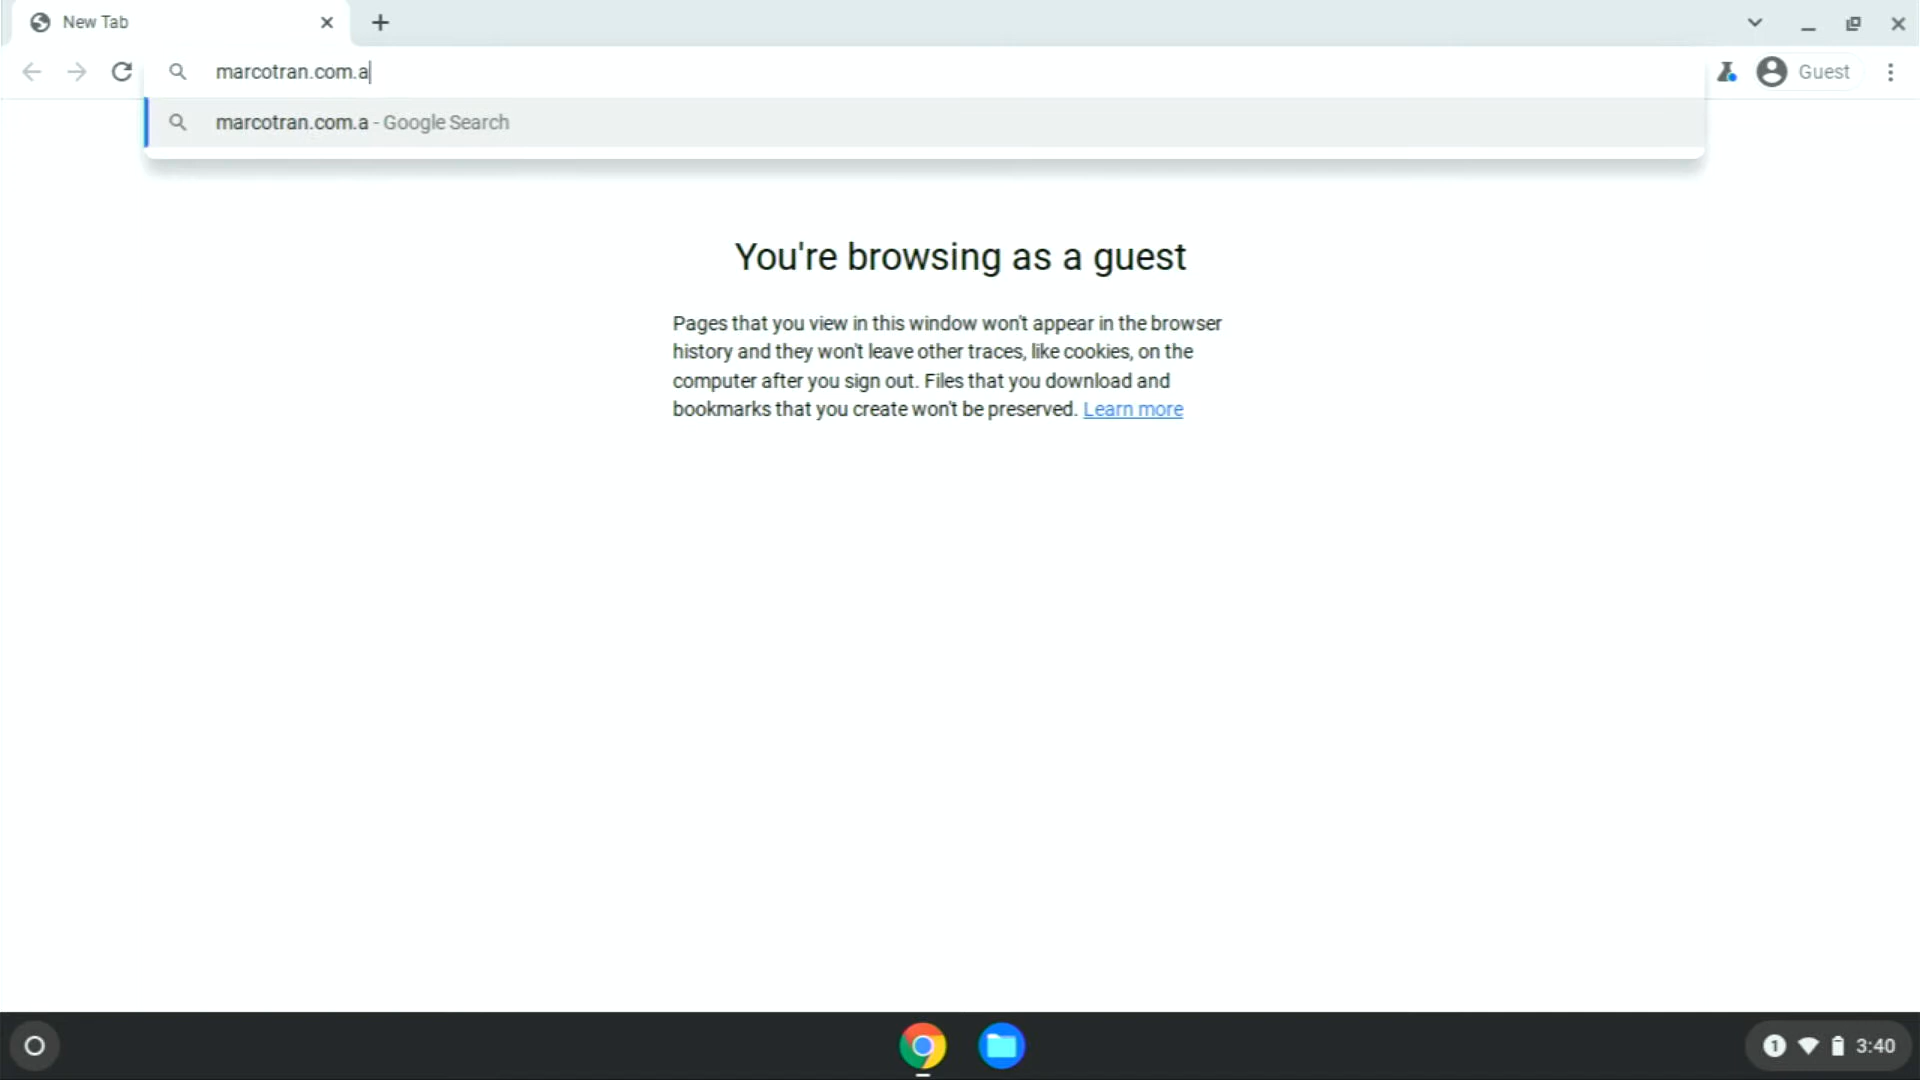 New Tab
marcotran.com.a
Guest
marcotran.com.a - Google Search
You're browsing as a guest
Pages that you view in this window won't appear in the browser
history and they won't leave other traces, like cookies, on the
computer after you sign out. Files that you download and
bookmarks that you create won't be preserved. Learn more
1
3:40